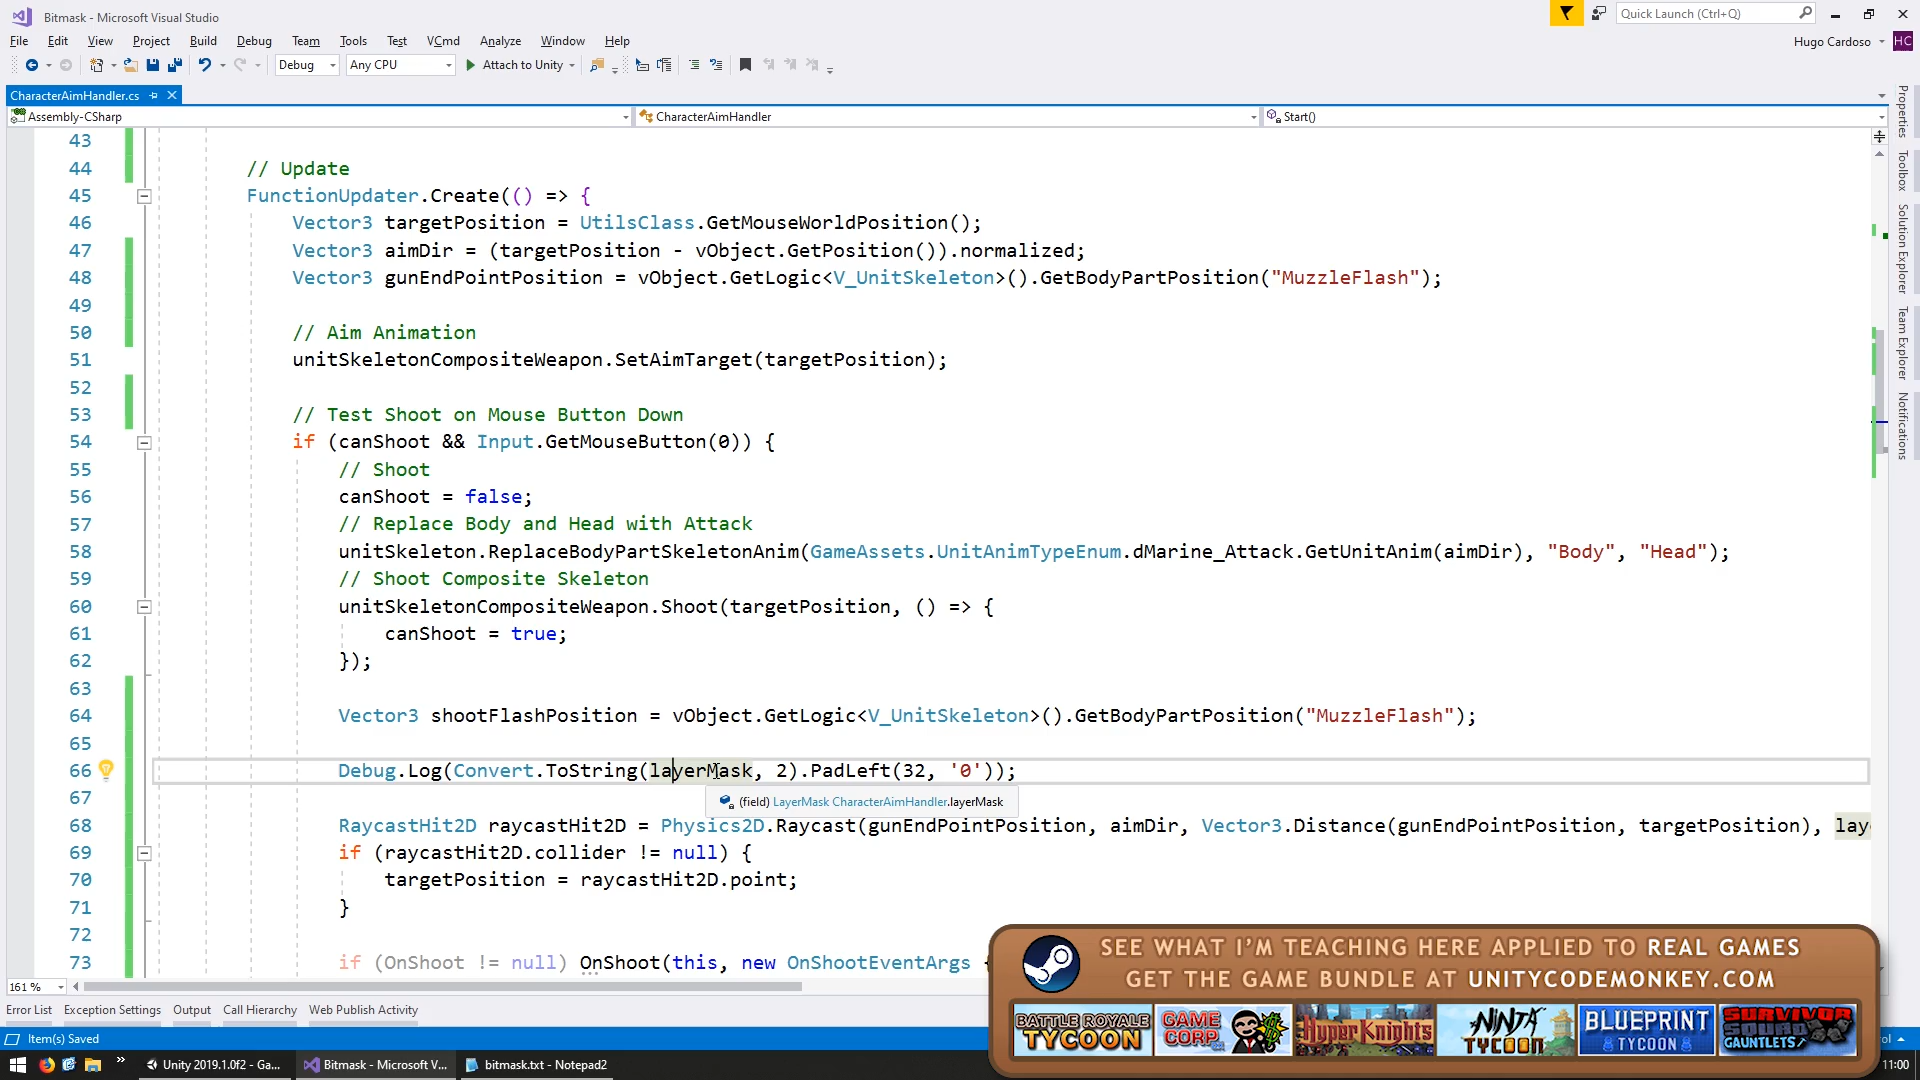 Bitmask - Microsoft Visual Studio
Quick Launch (Ctrl+Q)
File Edit View Project Build Debug Team Tools Test VCmd Analyze Window Help
Hugo Cardoso HC
Debug Any CPU Attach to Unity
CharacterAimHandler.cs
Assembly-CSharp CharacterAimHandler Start()
43
44 // Update
45 FunctionUpdater.Create(() => {
46 Vector3 targetPosition = UtilsClass.GetMouseWorldPosition();
47 Vector3 aimDir = (targetPosition - vObject.GetPosition()).normalized;
48 Vector3 gunEndPointPosition = vObject.GetLogic<V_UnitSkeleton>().GetBodyPartPosition("MuzzleFlash");
49
50 // Aim Animation
51 unitSkeletonCompositeWeapon.SetAimTarget(targetPosition);
52
53 // Test Shoot on Mouse Button Down
54 if (canShoot && Input.GetMouseButton(0)) {
55 // Shoot
56 canShoot = false;
57 // Replace Body and Head with Attack
58 unitSkeleton.ReplaceBodyPartSkeletonAnim(GameAssets.UnitAnimTypeEnum.dMarine_Attack.GetUnitAnim(aimDir), "Body", "Head");
59 // Shoot Composite Skeleton
60 unitSkeletonCompositeWeapon.Shoot(targetPosition, () => {
61 canShoot = true;
62 });
63
64 Vector3 shootFlashPosition = vObject.GetLogic<V_UnitSkeleton>().GetBodyPartPosition("MuzzleFlash");
65
66 Debug.Log(Convert.ToString(layerMask, 2).PadLeft(32, '0'));
67
(field) LayerMask CharacterAimHandler.layerMask
68 RaycastHit2D raycastHit2D = Physics2D.Raycast(gunEndPointPosition, aimDir, Vector3.Distance(gunEndPointPosition, targetPosition), lay
69 if (raycastHit2D.collider != null) {
70 targetPosition = raycastHit2D.point;
71 }
72
73 if (OnShoot != null) OnShoot(this, new OnShootEventArgs {
Properties
Toolbox
Solution Explorer
Team Explorer
Notifications
161 %
Error List Exception Settings Output Call Hierarchy Web Publish Activity
Item(s) Saved
SEE WHAT I'M TEACHING HERE APPLIED TO REAL GAMES
GET THE GAME BUNDLE AT UNITYCODEMONKEY.COM
BATTLE ROYALE TYCOON
GAME CORP
HYPER KNIGHTS
NINJA TYCOON
BLUEPRINT TYCOON
SURVIVOR SQUAD GAUNTLETS
Unity 2019.1.0f2 - Ga... Bitmask - Microsoft V... bitmask.txt - Notepad2
11:00